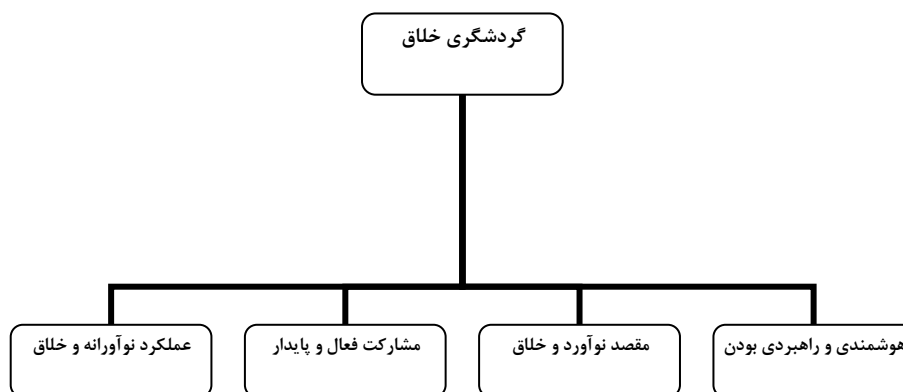 گردشگری خلاق
هوشمندی و راهبردی بودن
مقصد نوآورد و خلاق
مشارکت فعال و پایدار
عملکرد نوآورانه و خلاق